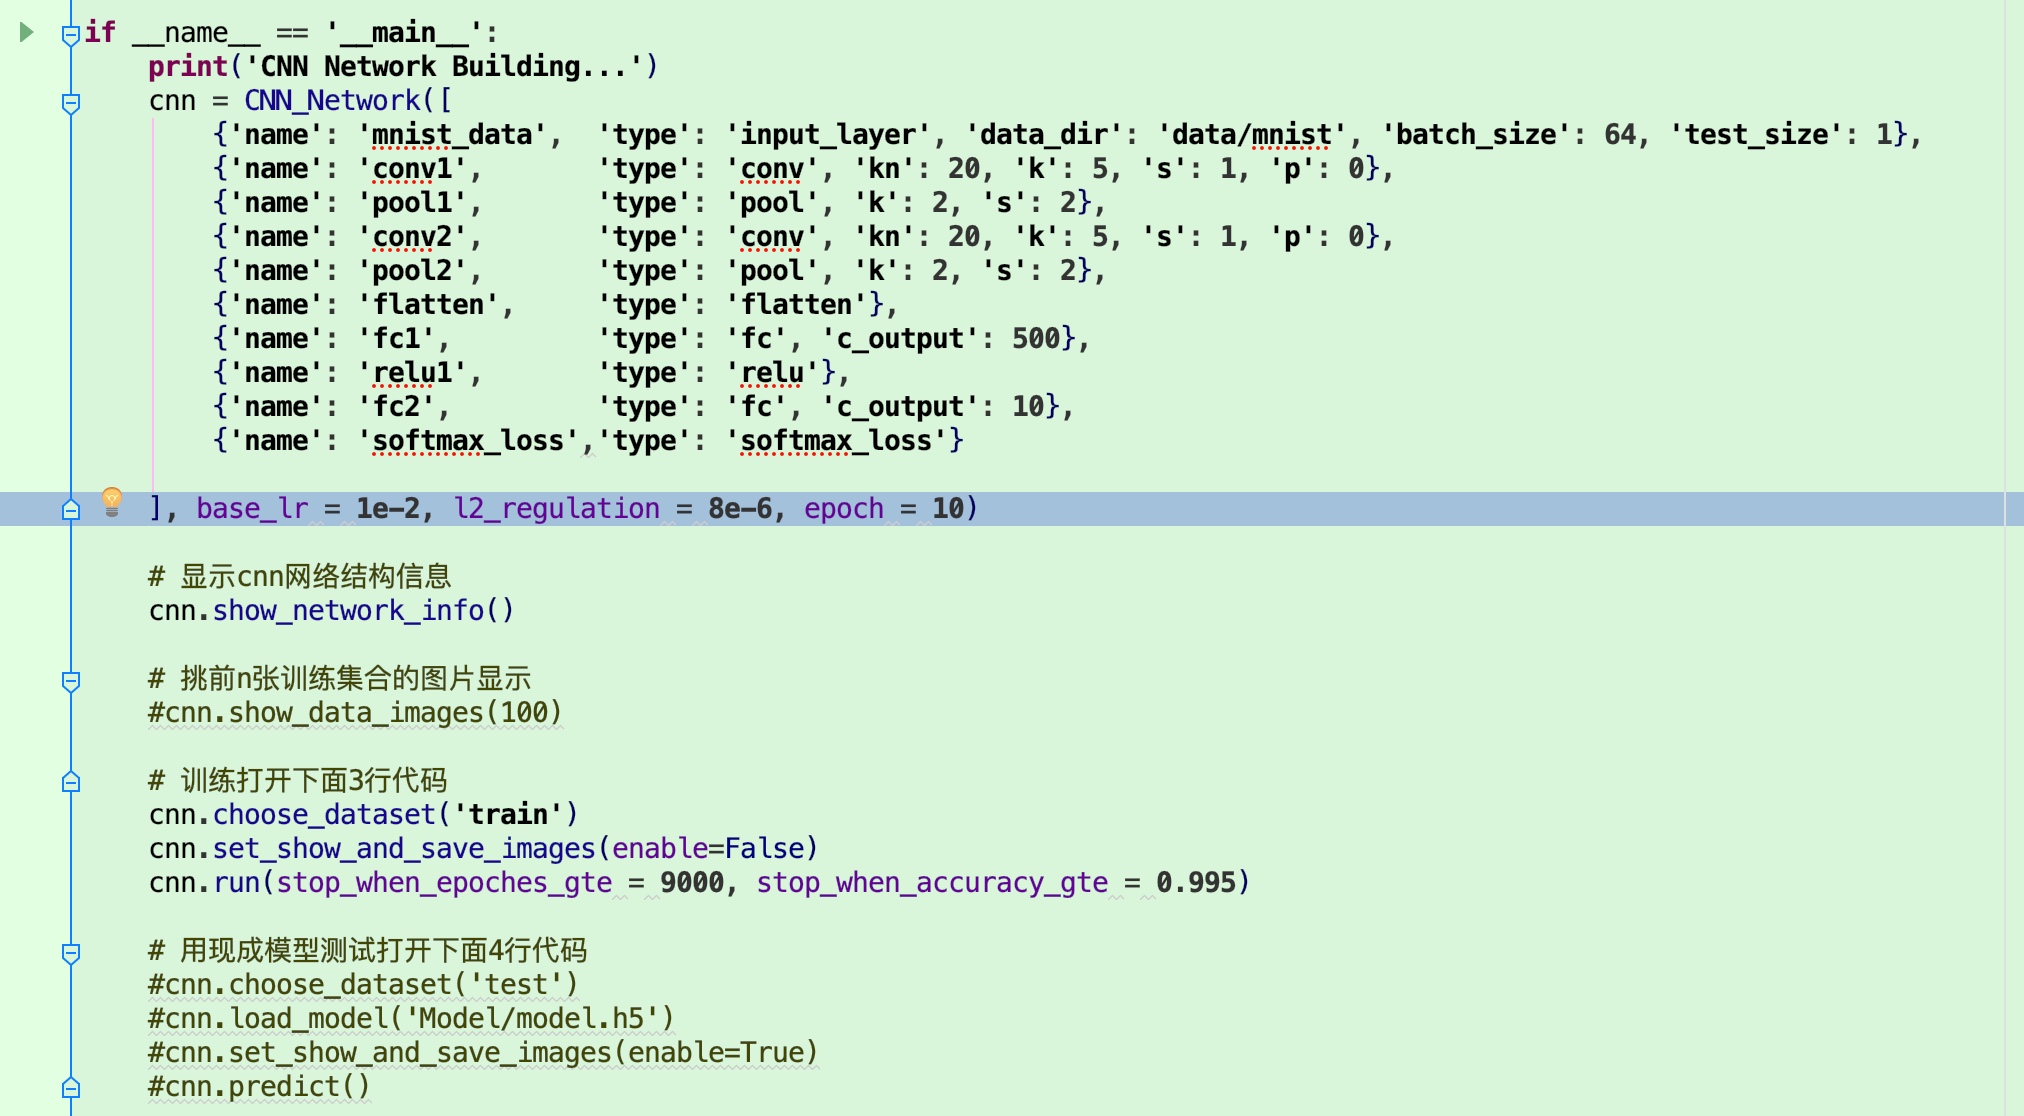 if __name__ == '__main__':
    print('CNN Network Building...')
    cnn = CNN_Network([
        {'name': 'mnist_data',  'type': 'input_layer', 'data_dir': 'data/mnist', 'batch_size': 64, 'test_size': 1},
        {'name': 'conv1',       'type': 'conv', 'kn': 20, 'k': 5, 's': 1, 'p': 0},
        {'name': 'pool1',       'type': 'pool', 'k': 2, 's': 2},
        {'name': 'conv2',       'type': 'conv', 'kn': 20, 'k': 5, 's': 1, 'p': 0},
        {'name': 'pool2',       'type': 'pool', 'k': 2, 's': 2},
        {'name': 'flatten',     'type': 'flatten'},
        {'name': 'fc1',         'type': 'fc', 'c_output': 500},
        {'name': 'relu1',       'type': 'relu'},
        {'name': 'fc2',         'type': 'fc', 'c_output': 10},
        {'name': 'softmax_loss','type': 'softmax_loss'}
    ], base_lr = 1e-2, l2_regulation = 8e-6, epoch = 10)
    # 显示cnn网络结构信息
    cnn.show_network_info()
    # 挑前n张训练集合的图片显示
    #cnn.show_data_images(100)
    # 训练打开下面3行代码
    cnn.choose_dataset('train')
    cnn.set_show_and_save_images(enable=False)
    cnn.run(stop_when_epoches_gte = 9000, stop_when_accuracy_gte = 0.995)
    # 用现成模型测试打开下面4行代码
    #cnn.choose_dataset('test')
    #cnn.load_model('Model/model.h5')
    #cnn.set_show_and_save_images(enable=True)
    #cnn.predict()